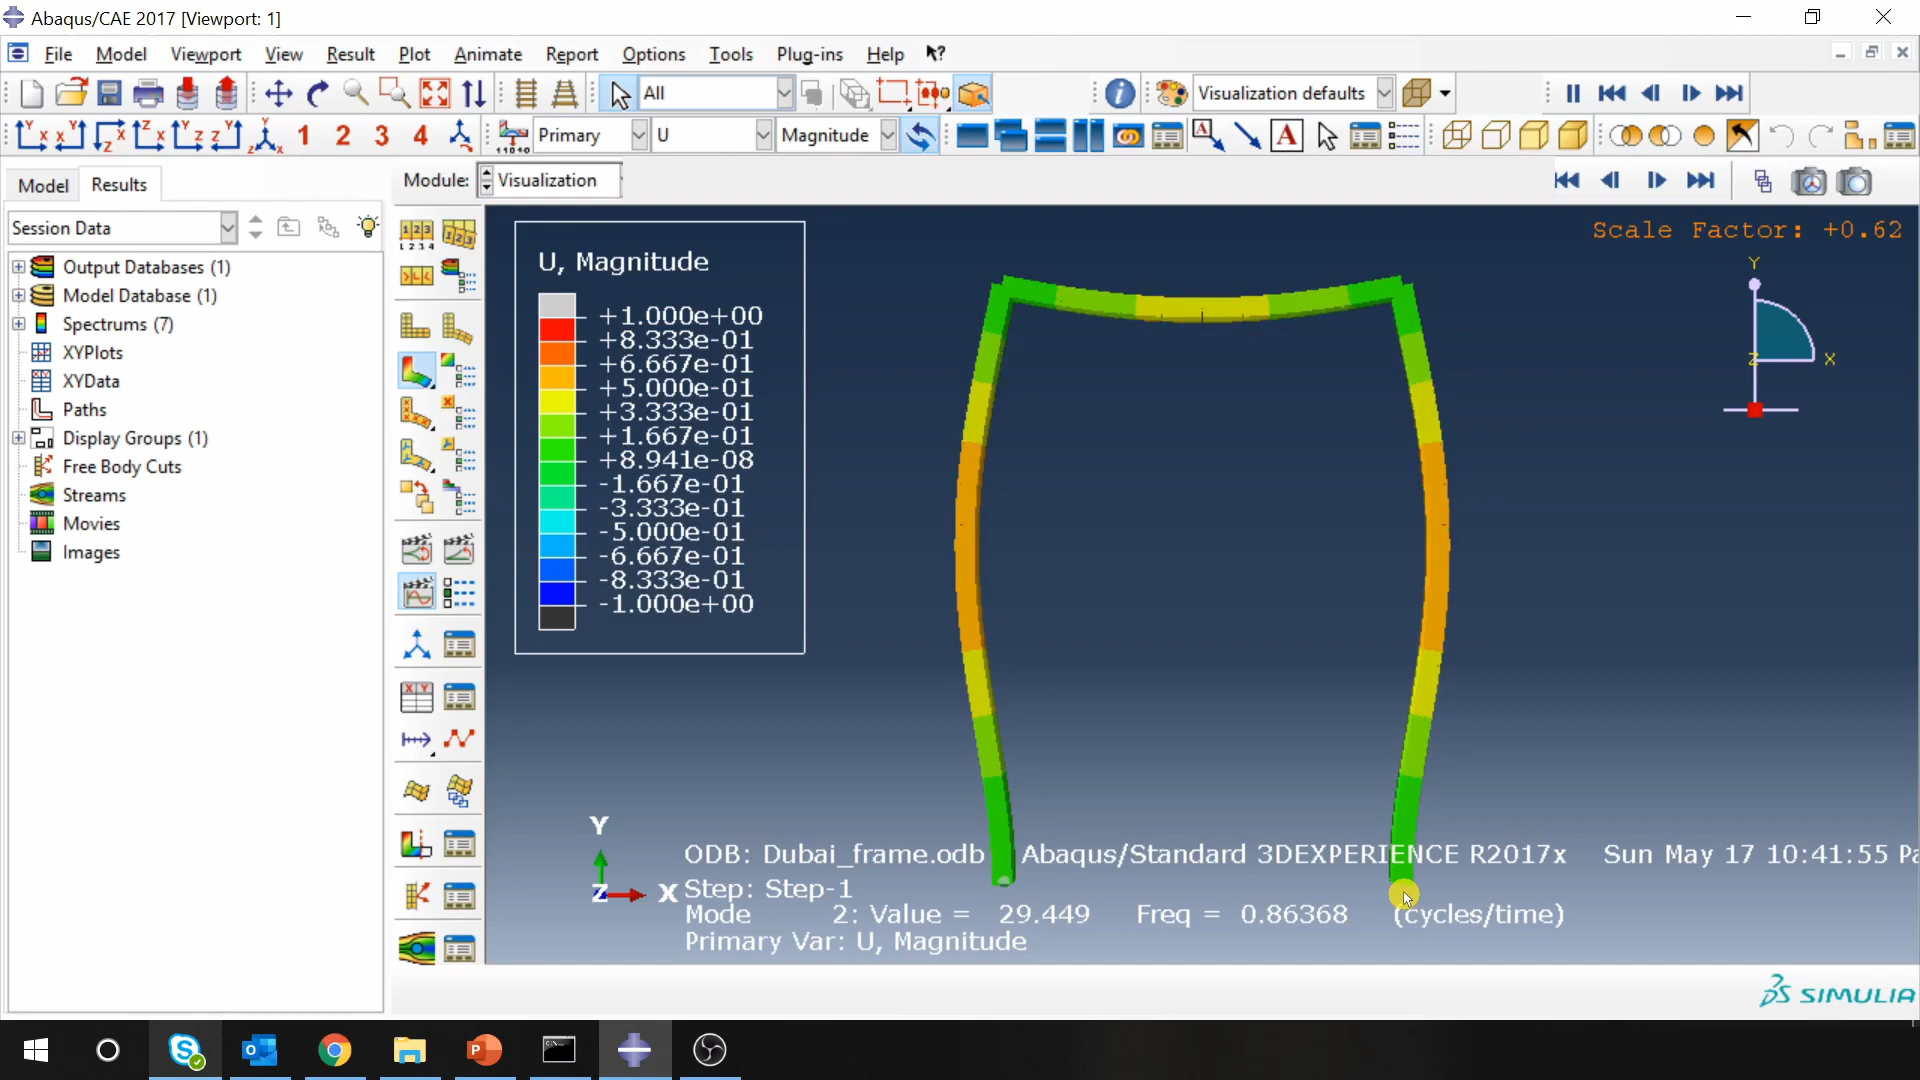 Abaqus/CAE 2017 [Viewport: 1]
File Model Viewport View Result Plot Animate Report Options Tools Plug-ins Help ?
All Visualization defaults
1 2 3 4 Primary U Magnitude A
Model Results Module: Visualization
Session Data
Output Databases (1)
Model Database (1)
Spectrums (7)
XYPlots
XYData
Paths
Display Groups (1)
Free Body Cuts
Streams
Movies
Images
Scale Factor: +0.62
U, Magnitude
+1.000e+00
+8.333e-01
+6.667e-01
+5.000e-01
+3.333e-01
+1.667e-01
+8.941e-08
-1.667e-01
-3.333e-01
-5.000e-01
-6.667e-01
-8.333e-01
-1.000e+00
Y
Z X
Y
Z X
ODB: Dubai_frame.odb Abaqus/Standard 3DEXPERIENCE R2017x Sun May 17 10:41:55 Pa
Step: Step-1
Mode 2: Value = 29.449 Freq = 0.86368 (cycles/time)
Primary Var: U, Magnitude
SIMULIA